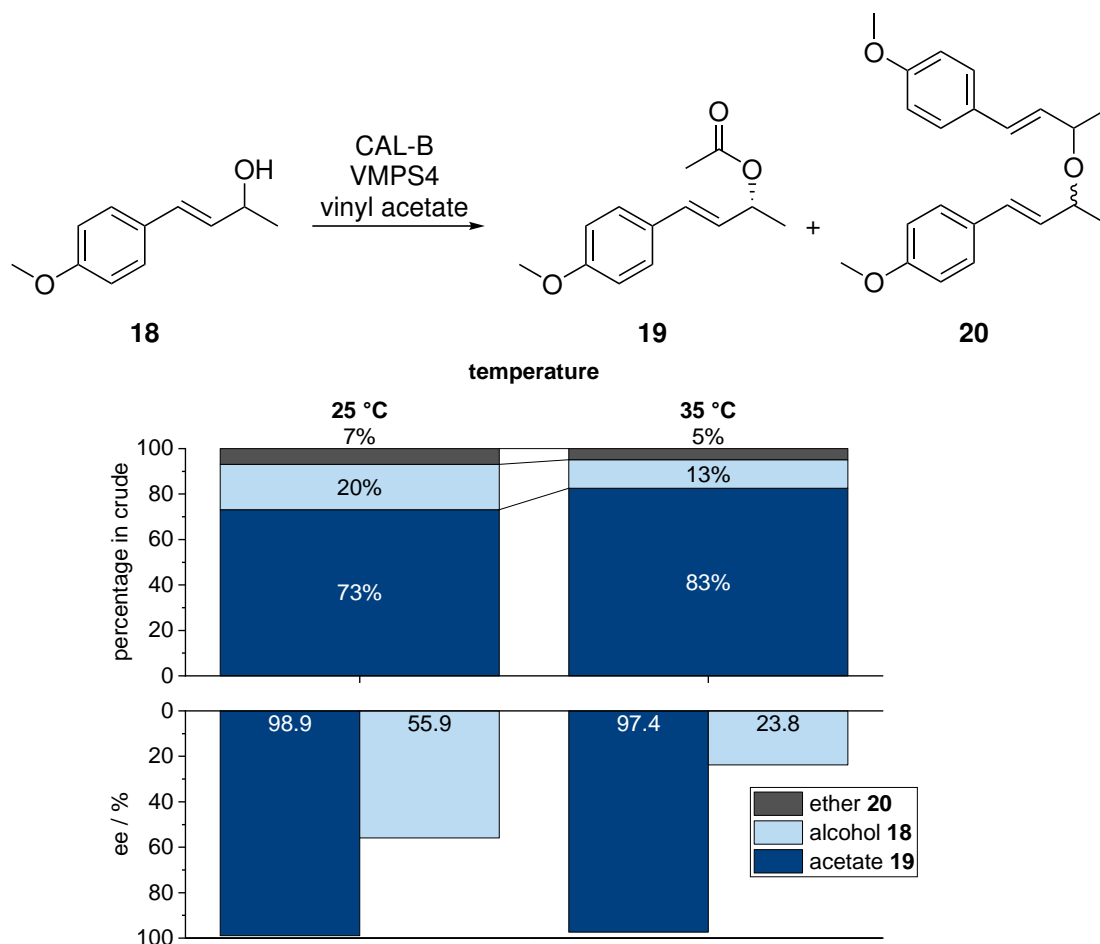 O
O
OH
O
18
CAL-B
VMPS4
vinyl acetate
O
O
O
19
+
O
O
20
temperature
25 °C
35 °C
7%
5%
20%
13%
73%
83%
percentage in crude
100
80
60
40
20
0
98.9
55.9
97.4
23.8
ee / %
0
20
40
60
80
100
ether 20
alcohol 18
acetate 19